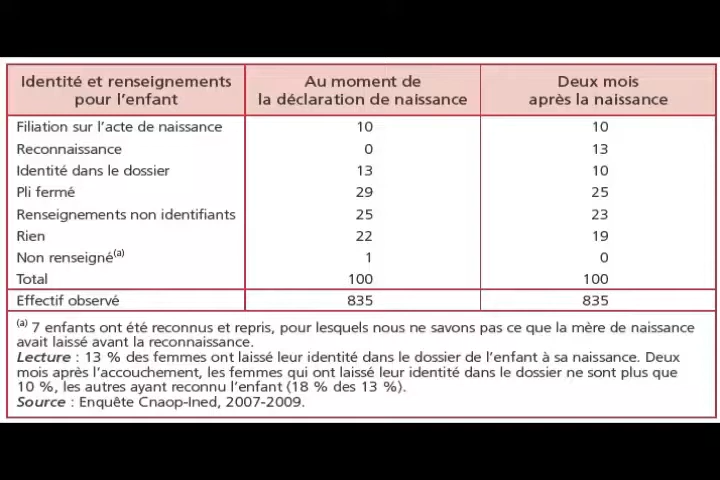 Identité et renseignements pour l'enfant | Au moment de la déclaration de naissance | Deux mois après la naissance
Filiation sur l'acte de naissance 10 10
Reconnaissance 0 13
Identité dans le dossier 13 10
Pli fermé 29 25
Renseignements non identifiants 25 23
Rien 22 19
Non renseigné(a) 1 0
Total 100 100
Effectif observé 835 835
(a) 7 enfants ont été reconnus et repris, pour lesquels nous ne savons pas ce que la mère de naissance
avait laissé avant la reconnaissance.
Lecture : 13 % des femmes ont laissé leur identité dans le dossier de l'enfant à sa naissance. Deux
mois après l'accouchement, les femmes qui ont laissé leur identité dans le dossier ne sont plus que
10 %, les autres ayant reconnu l'enfant (18 % des 13 %).
Source : Enquête Cnaop-Ined, 2007-2009.